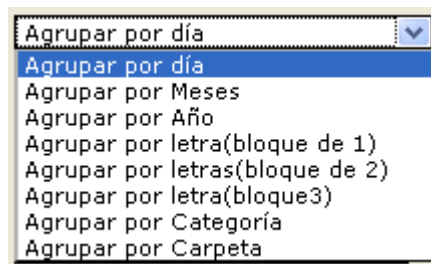 Agrupar por día
Agrupar por día
Agrupar por Meses
Agrupar por Año
Agrupar por letra(bloque de 1)
Agrupar por letras(bloque de 2)
Agrupar por letra(bloque3)
Agrupar por Categoría
Agrupar por Carpeta